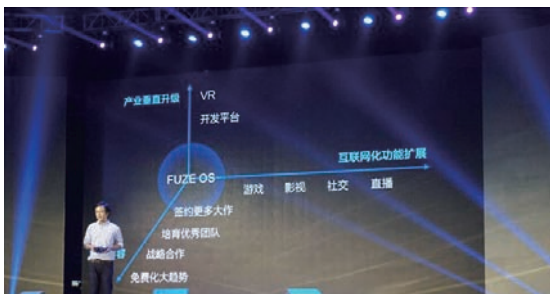 产业垂直升级
VR
开发平台
互联网化功能扩展
FUZE OS
游戏 影视 社交 直播
签约更多大作
培育优秀团队
战略合作
免费化大趋势